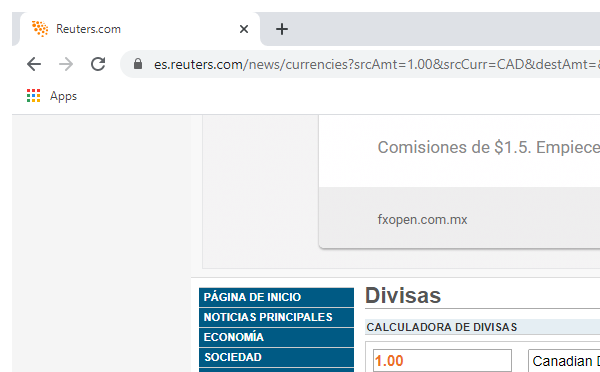 Reuters.com
es.reuters.com/news/currencies?srcAmt=1.00&srcCurr=CAD&destAmt=&
Apps
Comisiones de $1.5. Empiece
fxopen.com.mx
PÁGINA DE INICIO
NOTICIAS PRINCIPALES
ECONOMÍA
SOCIEDAD
Divisas
CALCULADORA DE DIVISAS
1.00
Canadian